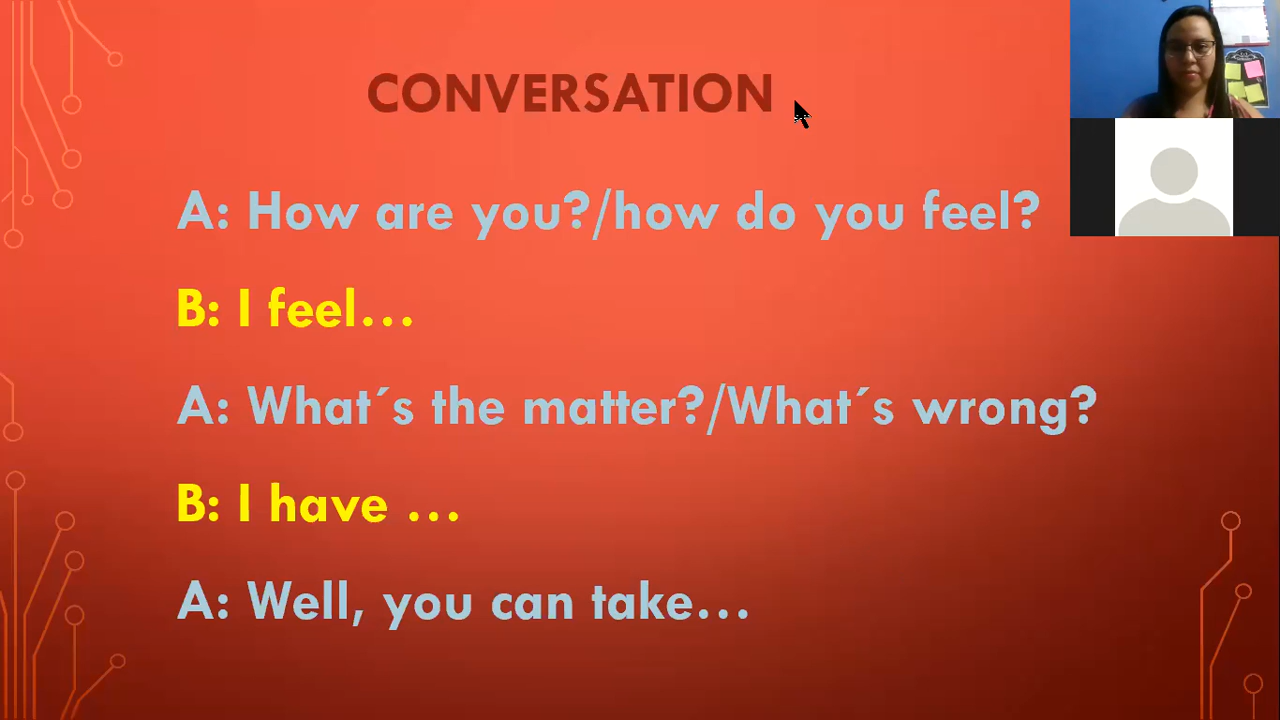 CONVERSATION
A: How are you?/how do you feel?
B: I feel...
A: What´s the matter?/What´s wrong?
B: I have ...
A: Well, you can take...